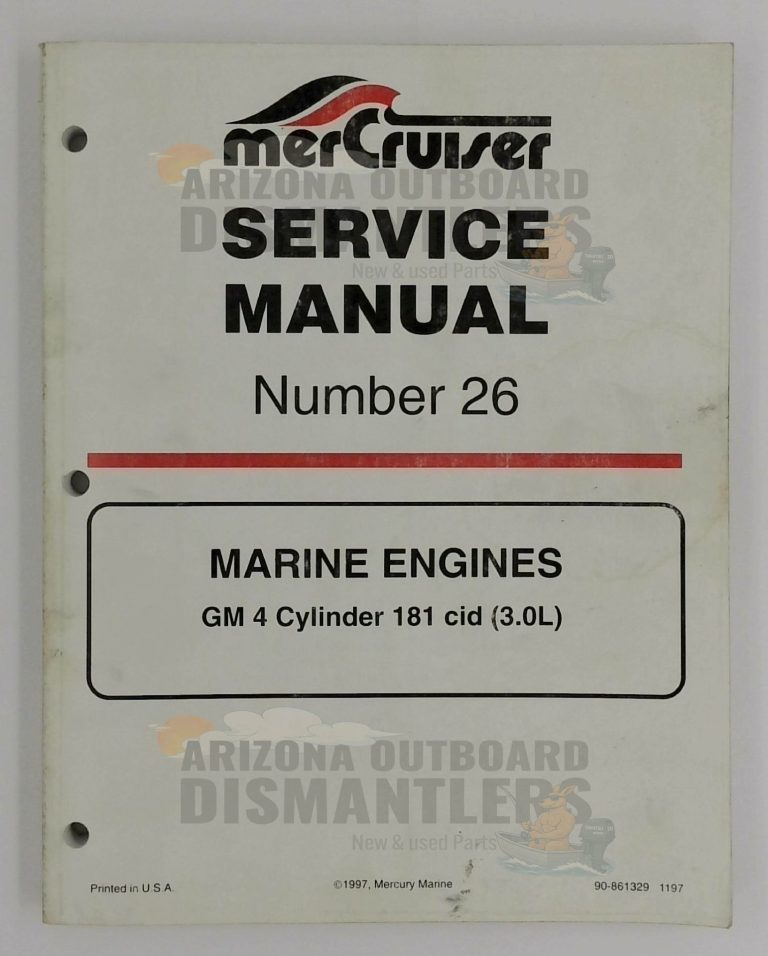 merCruiser
ARIZONA OUTBOARD
DISMANTLERS
SERVICE
New & used Parts
MANUAL
Number 26
MARINE ENGINES
GM 4 Cylinder 181 cid (3.0L)
ARIZONA OUTBOARD
DISMANTLERS
New & used Parts
Printed in U.S.A.
©1997, Mercury Marine
90-861329 1197